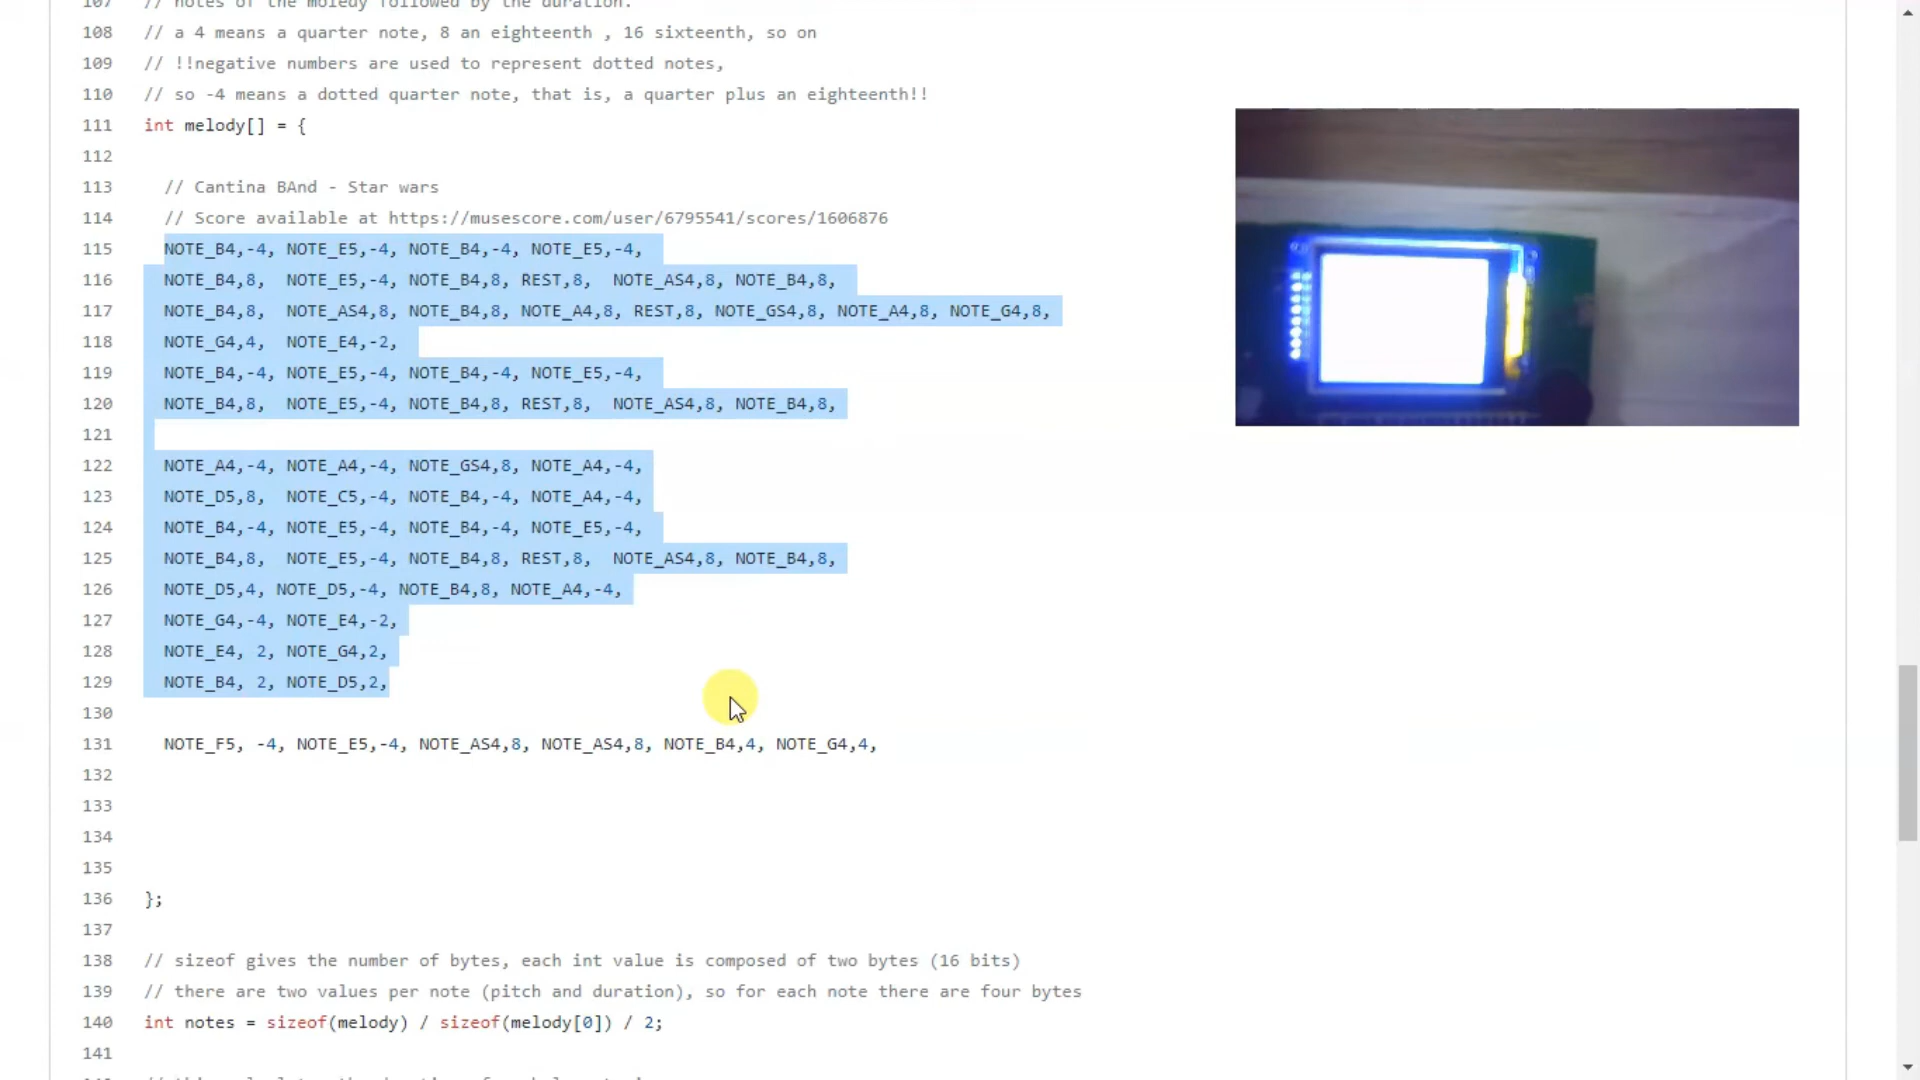 107 // notes of the moledy followed by the duration.
108 // a 4 means a quarter note, 8 an eighteenth , 16 sixteenth, so on
109 // !!negative numbers are used to represent dotted notes,
110 // so -4 means a dotted quarter note, that is, a quarter plus an eighteenth!!
111 int melody[] = {
112
113 // Cantina BAnd - Star wars
114 // Score available at https://musescore.com/user/6795541/scores/1606876
115 NOTE_B4,-4, NOTE_E5,-4, NOTE_B4,-4, NOTE_E5,-4,
116 NOTE_B4,8,  NOTE_E5,-4, NOTE_B4,8, REST,8,  NOTE_AS4,8, NOTE_B4,8,
117 NOTE_B4,8,  NOTE_AS4,8, NOTE_B4,8, NOTE_A4,8, REST,8, NOTE_GS4,8, NOTE_A4,8, NOTE_G4,8,
118 NOTE_G4,4,  NOTE_E4,-2,
119 NOTE_B4,-4, NOTE_E5,-4, NOTE_B4,-4, NOTE_E5,-4,
120 NOTE_B4,8,  NOTE_E5,-4, NOTE_B4,8, REST,8,  NOTE_AS4,8, NOTE_B4,8,
121
122 NOTE_A4,-4, NOTE_A4,-4, NOTE_GS4,8, NOTE_A4,-4,
123 NOTE_D5,8,  NOTE_C5,-4, NOTE_B4,-4, NOTE_A4,-4,
124 NOTE_B4,-4, NOTE_E5,-4, NOTE_B4,-4, NOTE_E5,-4,
125 NOTE_B4,8,  NOTE_E5,-4, NOTE_B4,8, REST,8,  NOTE_AS4,8, NOTE_B4,8,
126 NOTE_D5,4, NOTE_D5,-4, NOTE_B4,8, NOTE_A4,-4,
127 NOTE_G4,-4, NOTE_E4,-2,
128 NOTE_E4, 2, NOTE_G4,2,
129 NOTE_B4, 2, NOTE_D5,2,
130
131 NOTE_F5, -4, NOTE_E5,-4, NOTE_AS4,8, NOTE_AS4,8, NOTE_B4,4, NOTE_G4,4,
132
133
134
135
136 };
137
138 // sizeof gives the number of bytes, each int value is composed of two bytes (16 bits)
139 // there are two values per note (pitch and duration), so for each note there are four bytes
140 int notes = sizeof(melody) / sizeof(melody[0]) / 2;
141